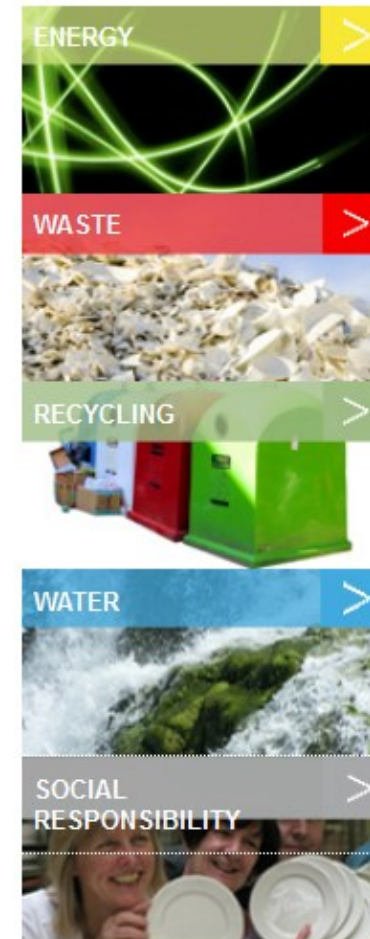 ENERGY >
WASTE >
RECYCLING >
WATER >
SOCIAL >
RESPONSIBILITY